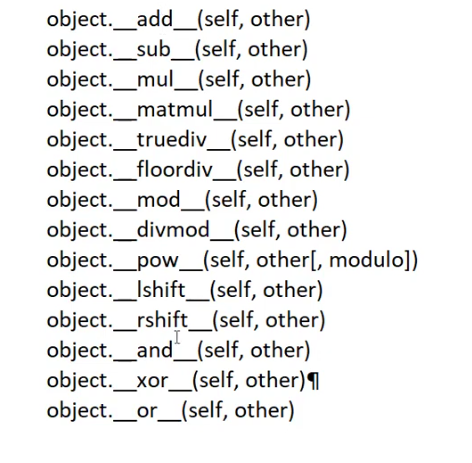 object.__add__(self, other)
object.__sub__(self, other)
object.__mul__(self, other)
object.__matmul__(self, other)
object.__truediv__(self, other)
object.__floordiv__(self, other)
object.__mod__(self, other)
object.__divmod__(self, other)
object.__pow__(self, other[, modulo])
object.__lshift__(self, other)
object.__rshift__(self, other)
object.__and__(self, other)
object.__xor__(self, other)¶
object.__or__(self, other)